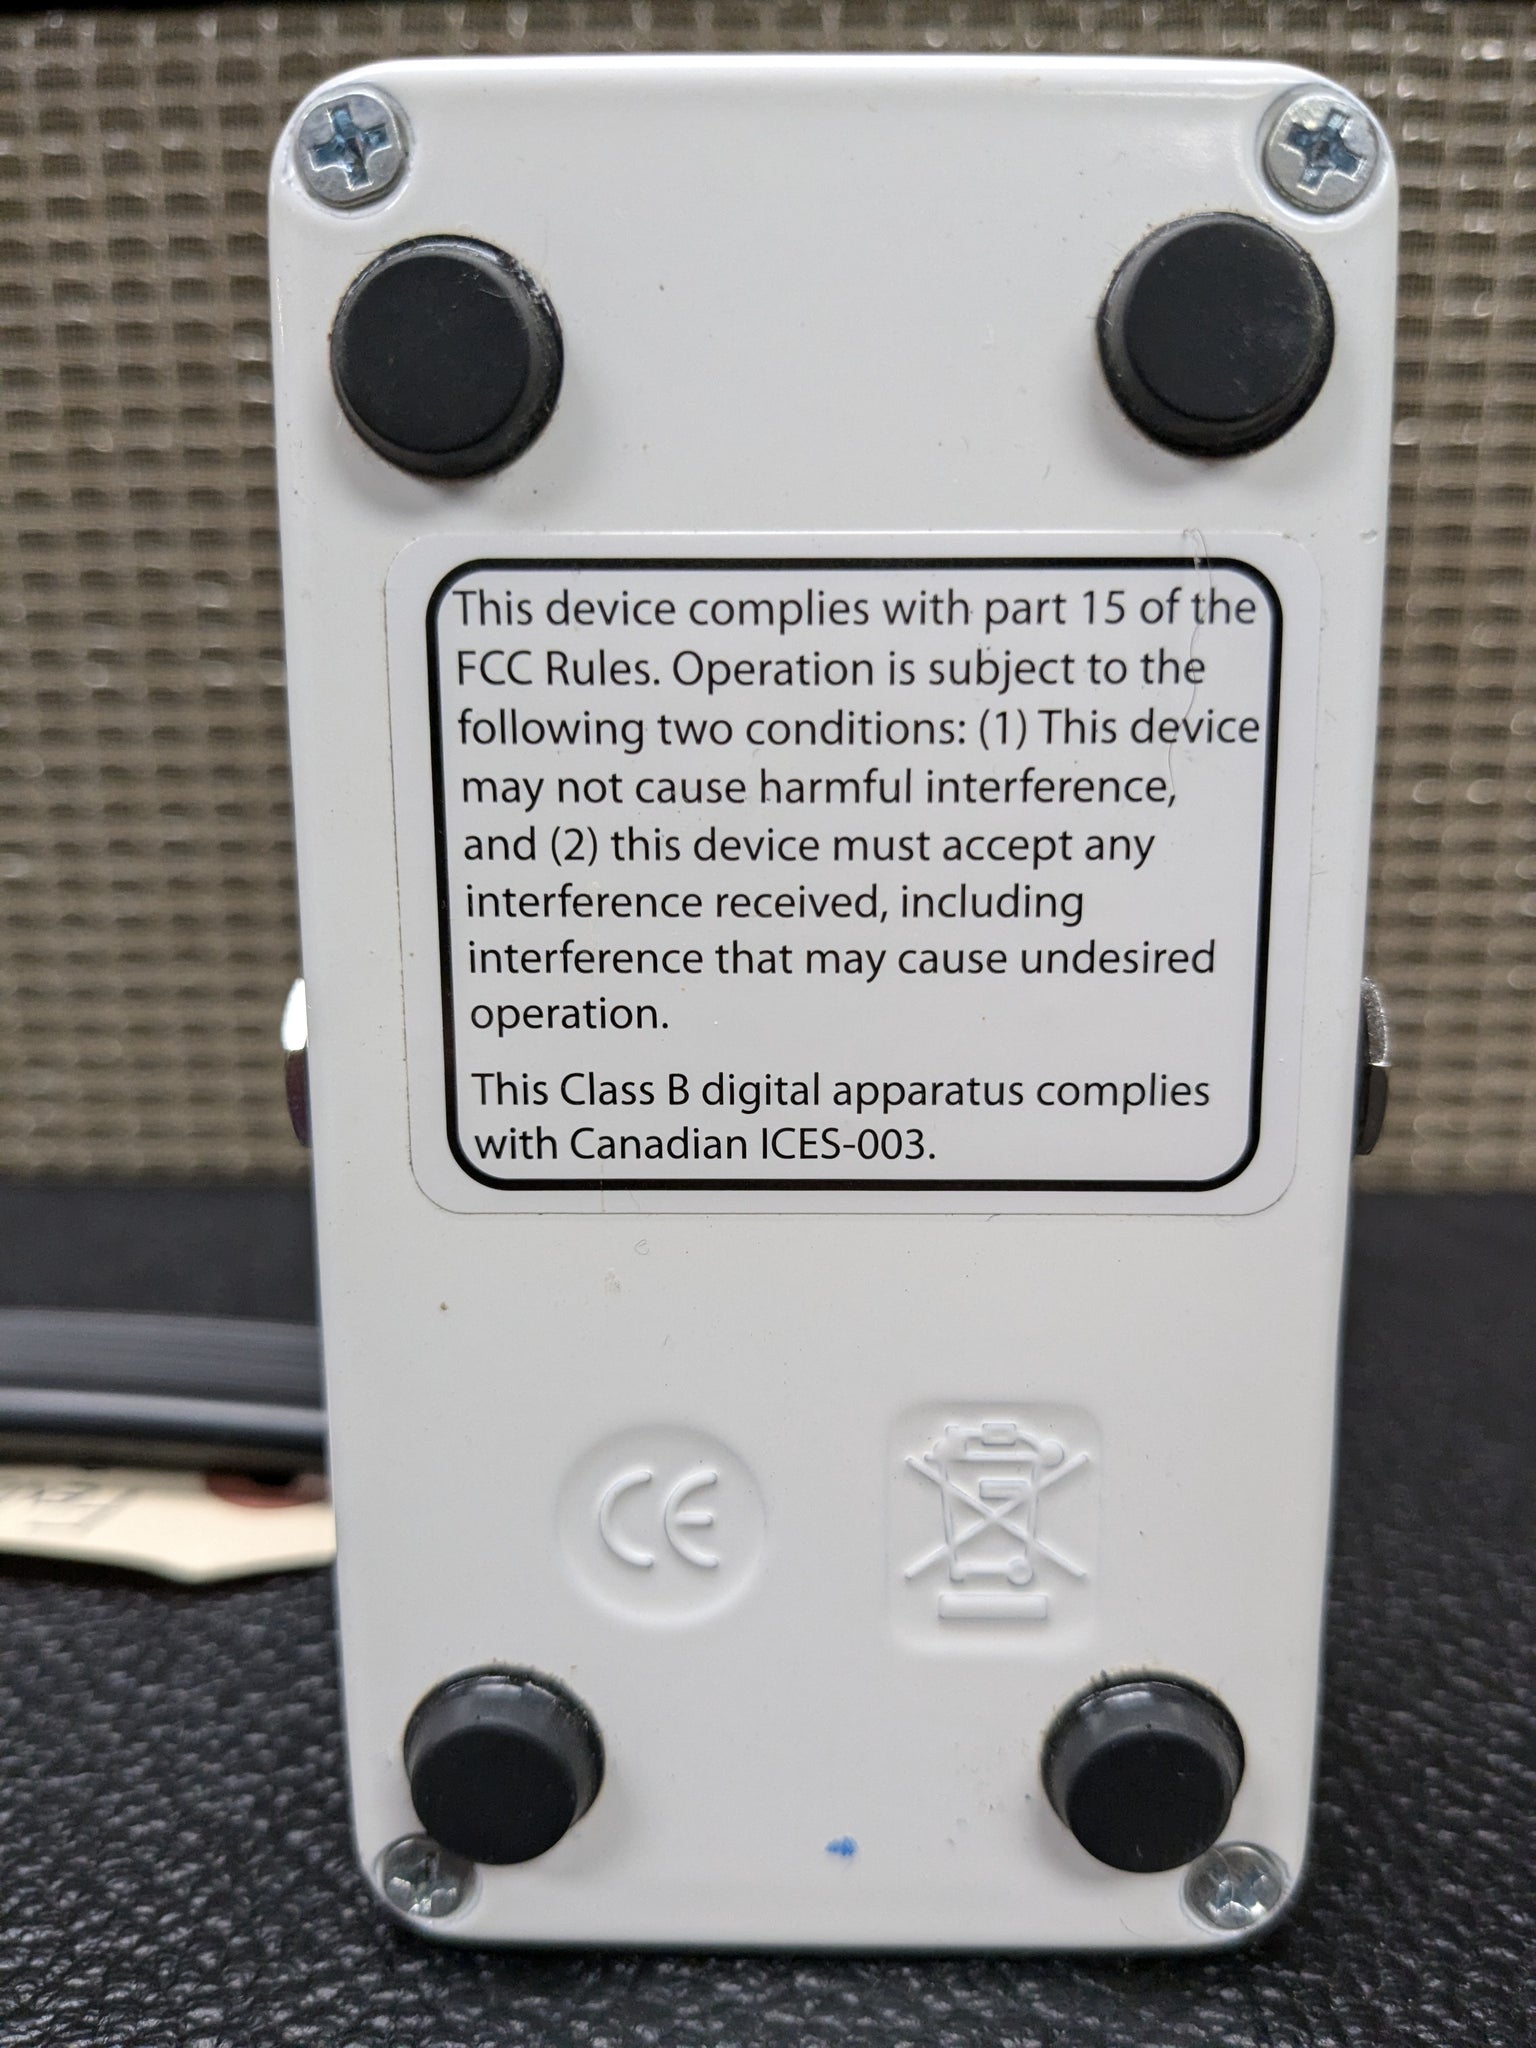 This device complies with part 15 of the
FCC Rules. Operation is subject to the
following two conditions: (1) This device
may not cause harmful interference,
and (2) this device must accept any
interference received, including
interference that may cause undesired
operation.
This Class B digital apparatus complies
with Canadian ICES-003.
CE